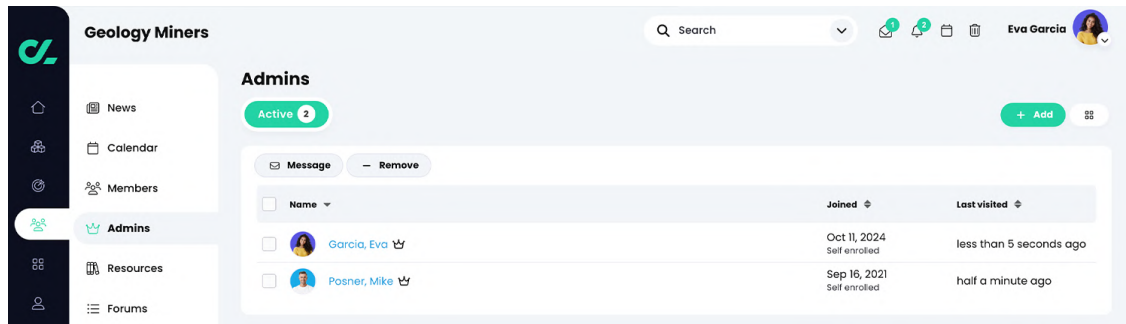 Geology Miners
Search
1
2
Eva Garcia
News
Calendar
Members
Admins
Resources
Forums
Admins
Active 2
+ Add
Message
− Remove
Name
Joined
Last visited
Garcia, Eva
Oct 11, 2024
Self enrolled
less than 5 seconds ago
Posner, Mike
Sep 16, 2021
Self enrolled
half a minute ago